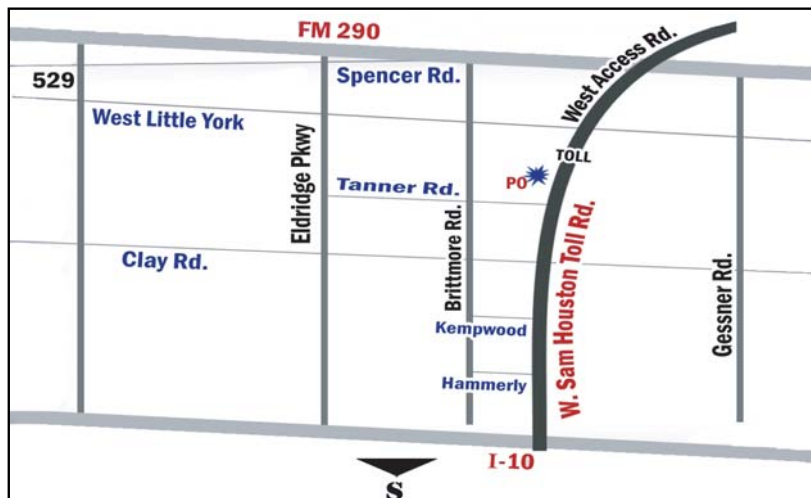 FM 290
West Access Rd.
Spencer Rd.
529
West Little York
TOLL
Eldridge Pkwy
PO
Tanner Rd.
Brittmore Rd.
W. Sam Houston Toll Rd.
Gessner Rd.
Clay Rd.
Kempwood
Hammerly
I-10
S